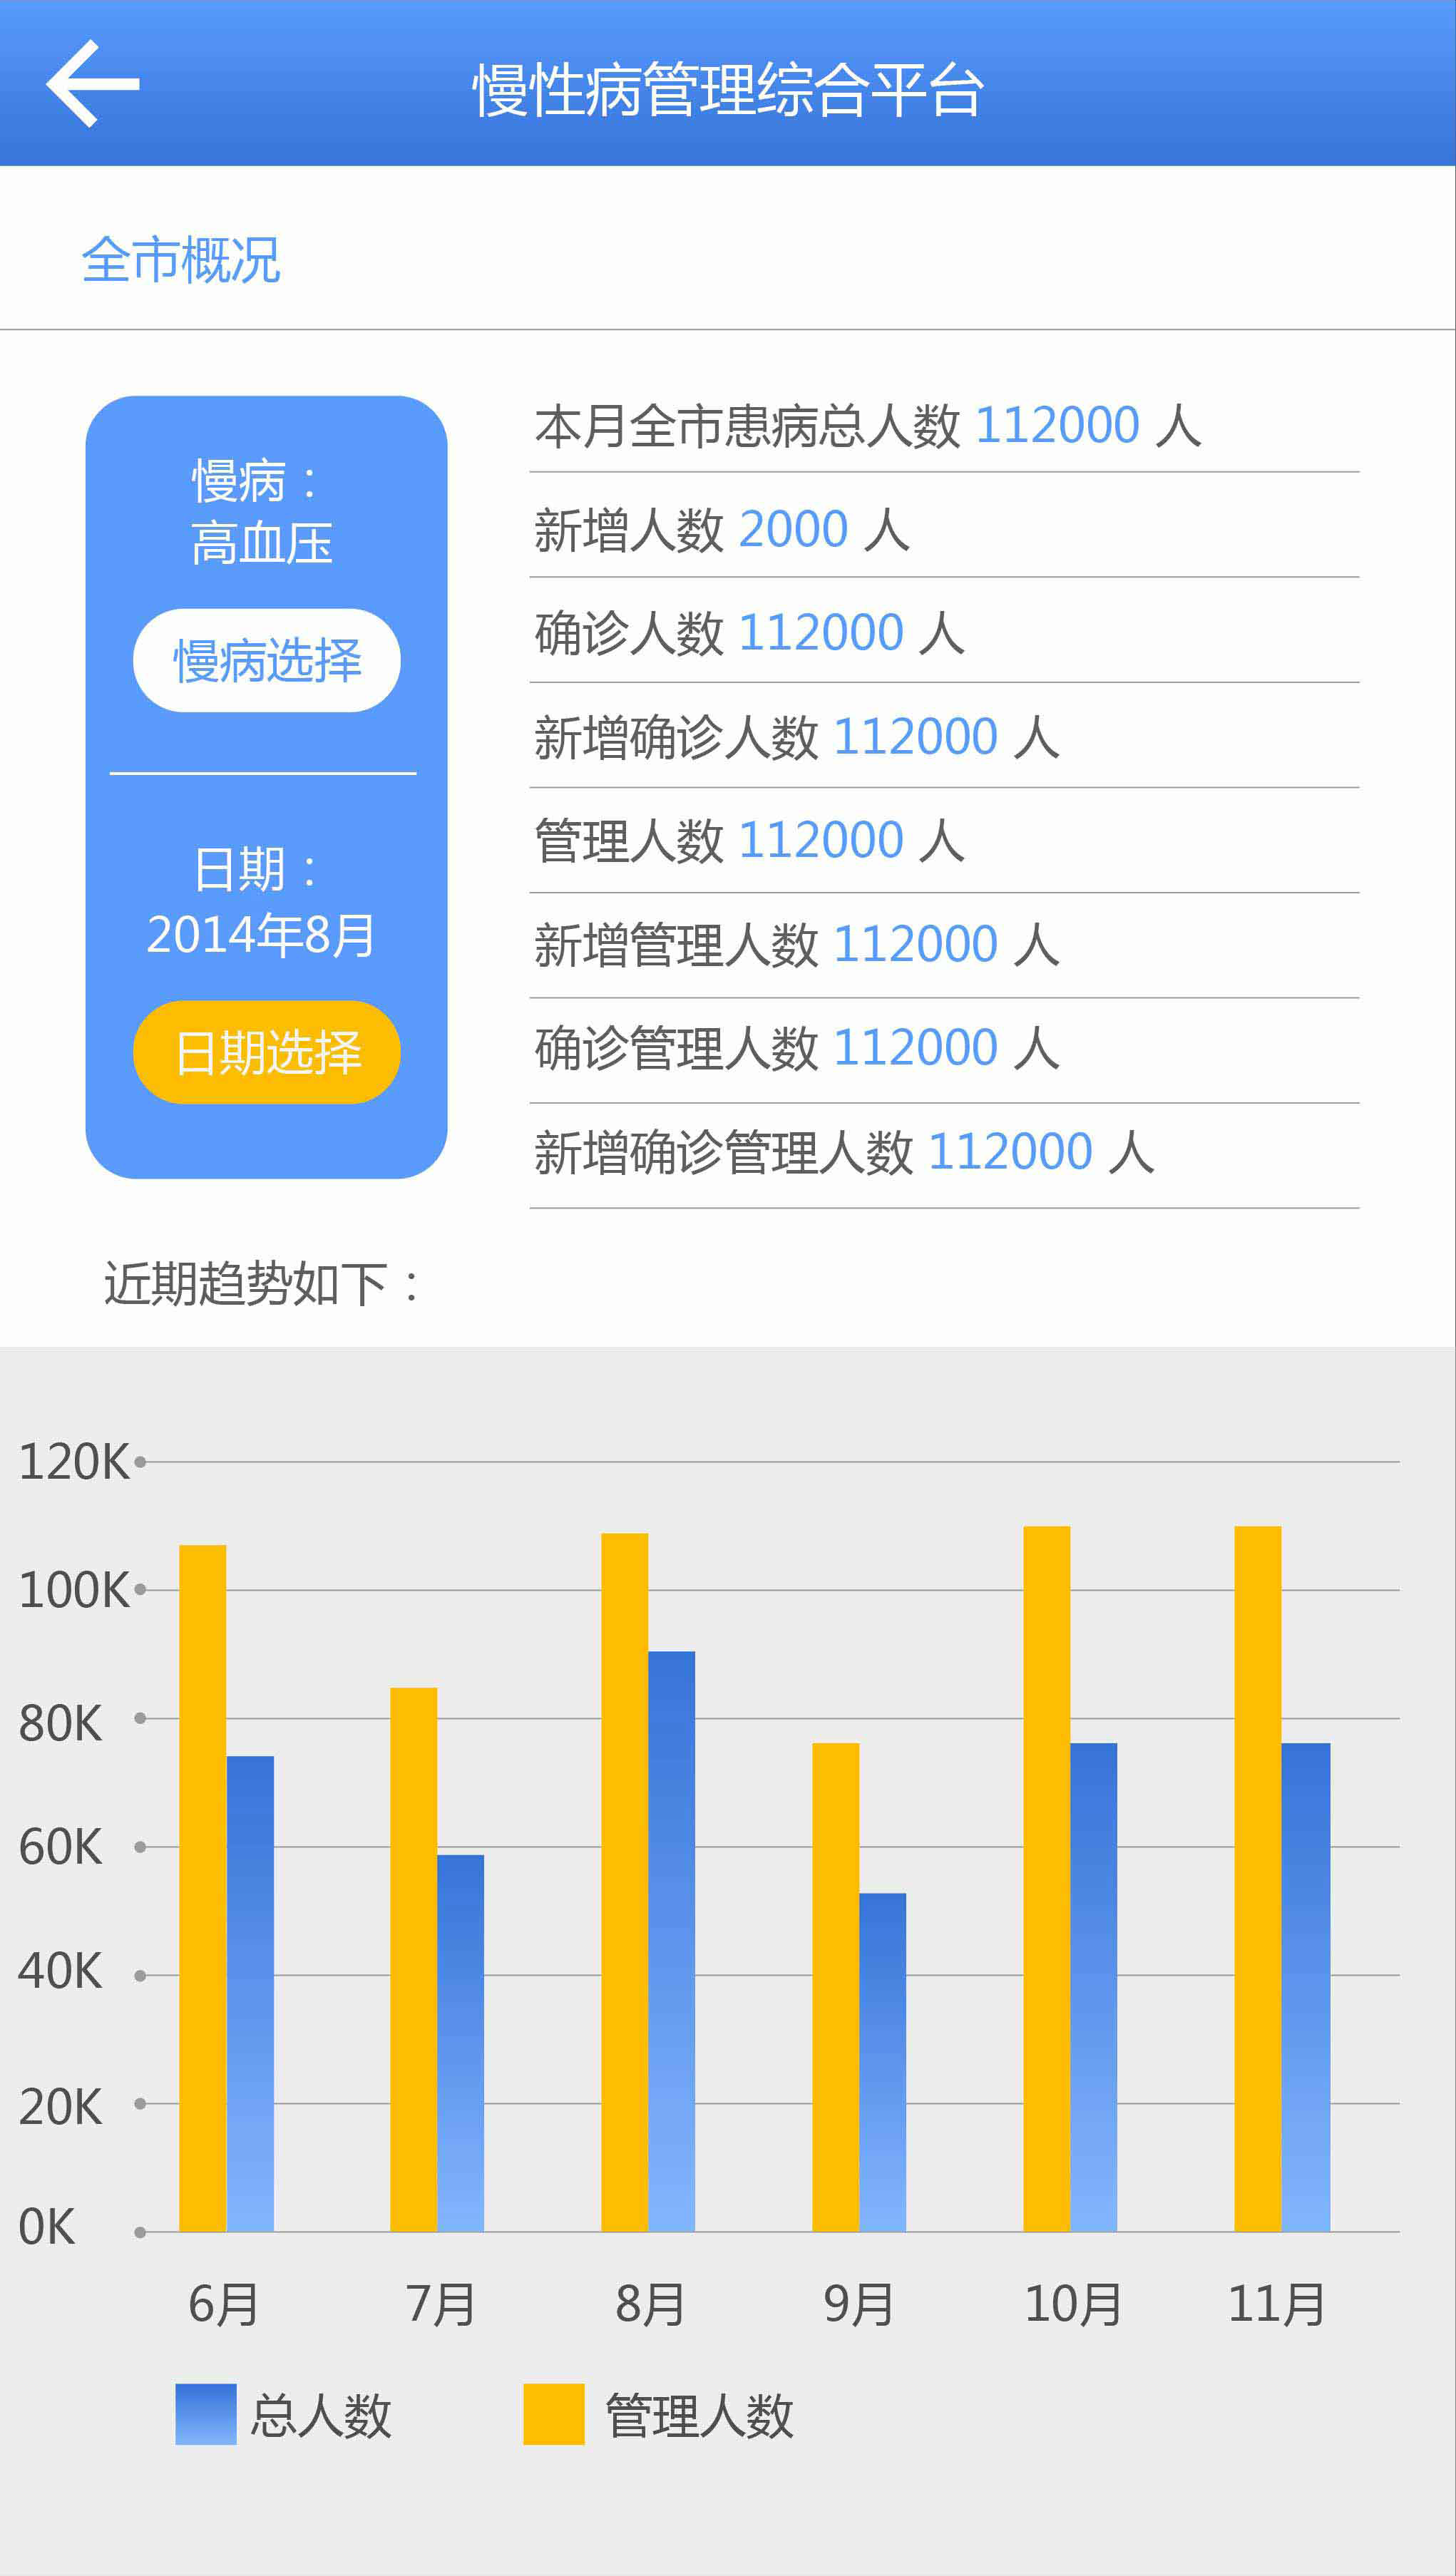 慢性病管理综合平台
全市概况
慢病：
高血压
慢病选择
日期：
2014年8月
日期选择
本月全市患病总人数 112000 人
新增人数 2000 人
确诊人数 112000 人
新增确诊人数 112000 人
管理人数 112000 人
新增管理人数 112000 人
确诊管理人数 112000 人
新增确诊管理人数 112000 人
近期趋势如下：
120K
100K
80K
60K
40K
20K
0K
6月 7月 8月 9月 10月 11月
总人数 管理人数